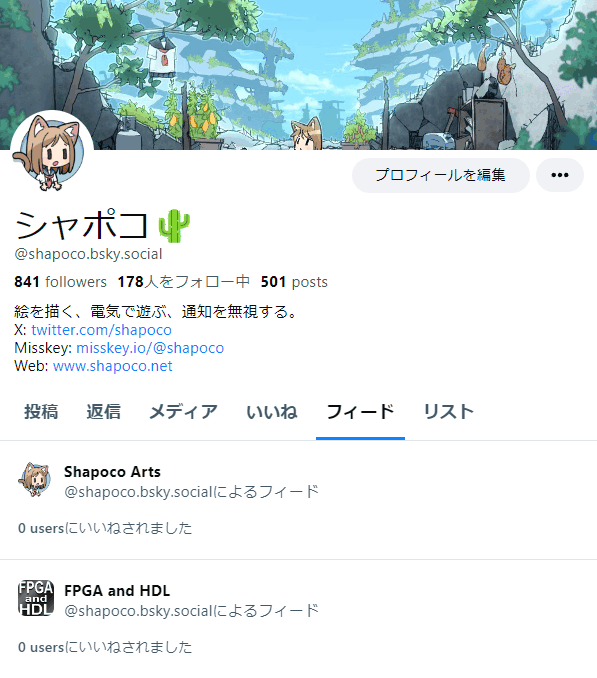 プロフィールを編集
シャポコ🌵
@shapoco.bsky.social
841 followers 178人をフォロー中 501 posts
絵を描く、電気で遊ぶ、通知を無視する。
X: twitter.com/shapoco
Misskey: misskey.io/@shapoco
Web: www.shapoco.net
投稿 返信 メディア いいね フィード リスト
Shapoco Arts
@shapoco.bsky.socialによるフィード
0 usersにいいねされました
FPGA
and
HDL
FPGA and HDL
@shapoco.bsky.socialによるフィード
0 usersにいいねされました